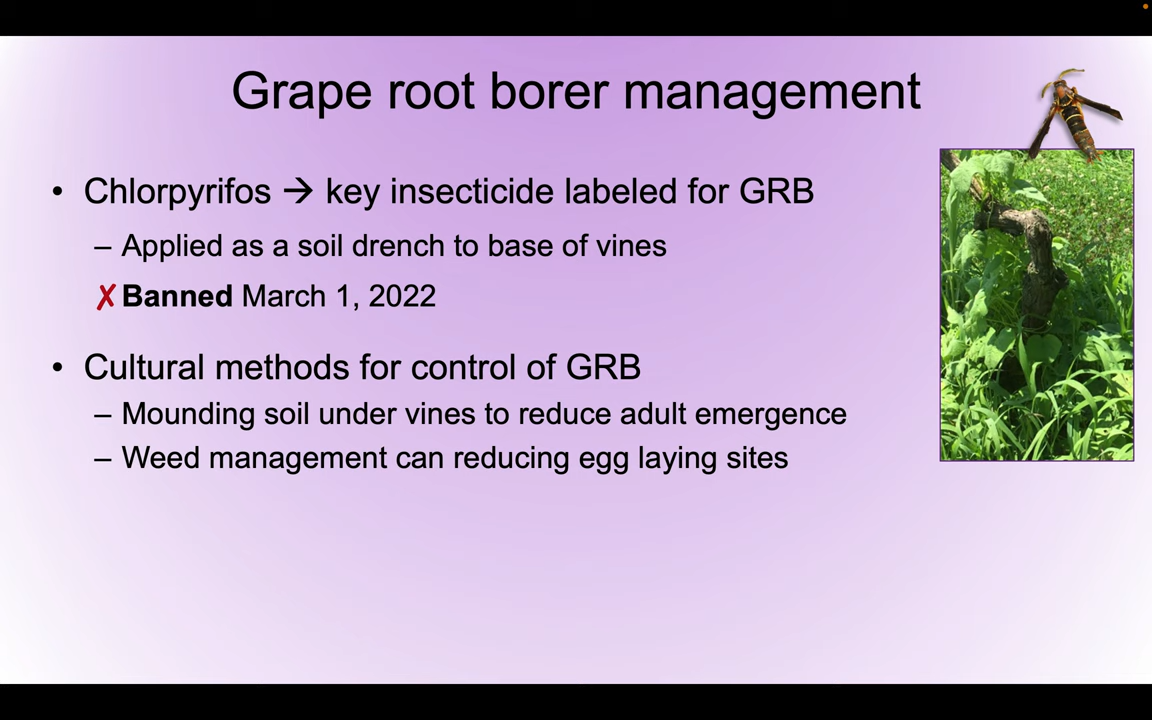 Grape root borer management
• Chlorpyrifos → key insecticide labeled for GRB
– Applied as a soil drench to base of vines
✗ Banned March 1, 2022
• Cultural methods for control of GRB
– Mounding soil under vines to reduce adult emergence
– Weed management can reducing egg laying sites